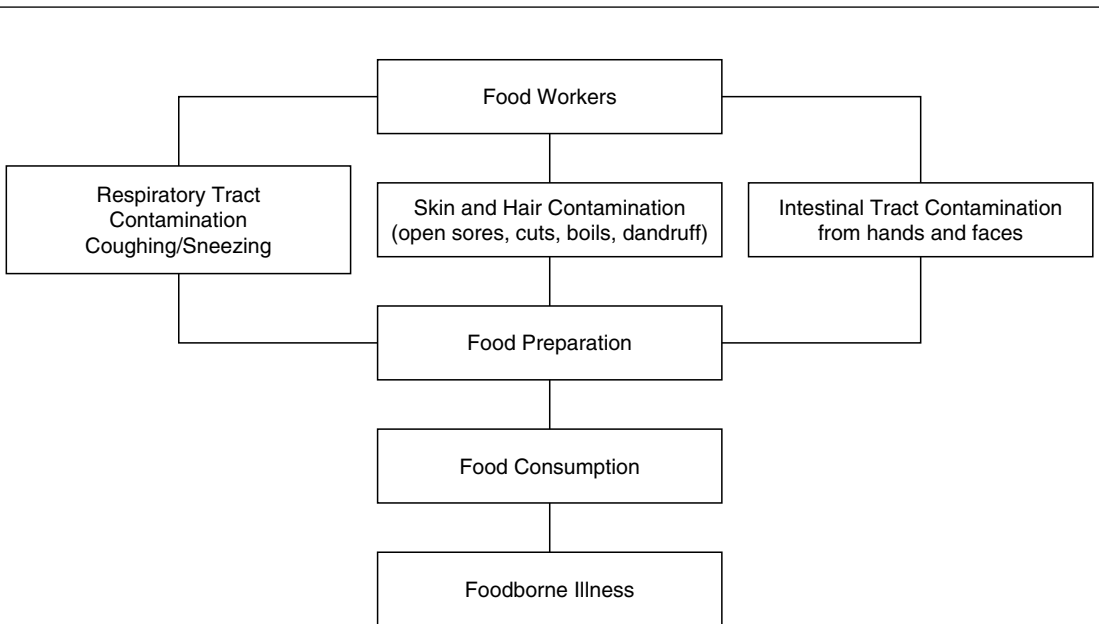 Food Workers
Respiratory Tract
Contamination
Coughing/Sneezing
Skin and Hair Contamination
(open sores, cuts, boils, dandruff)
Intestinal Tract Contamination
from hands and faces
Food Preparation
Food Consumption
Foodborne Illness